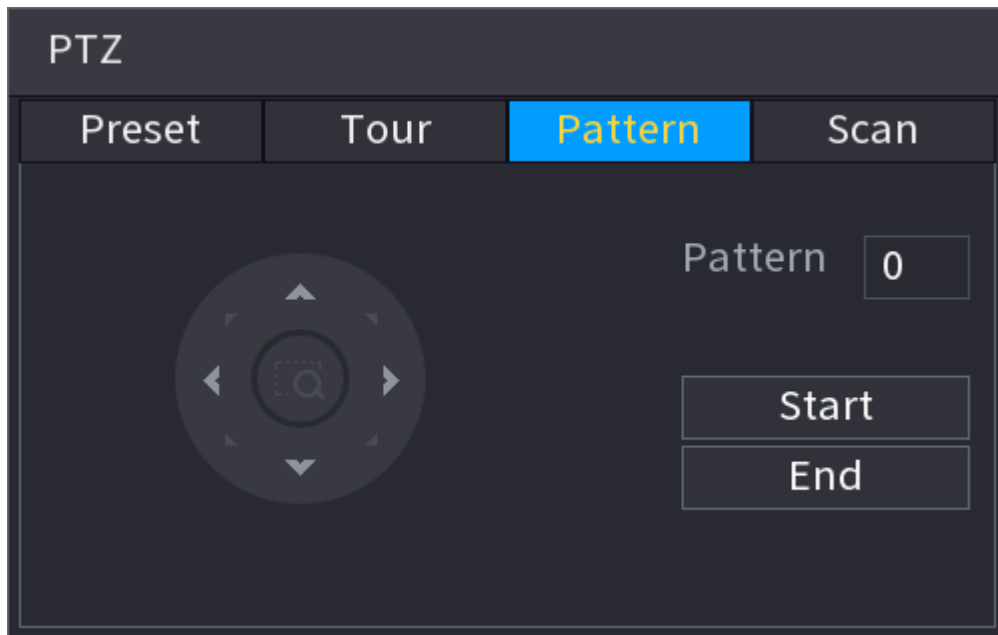 PTZ
Preset Tour Pattern Scan
Pattern 0
Start
End